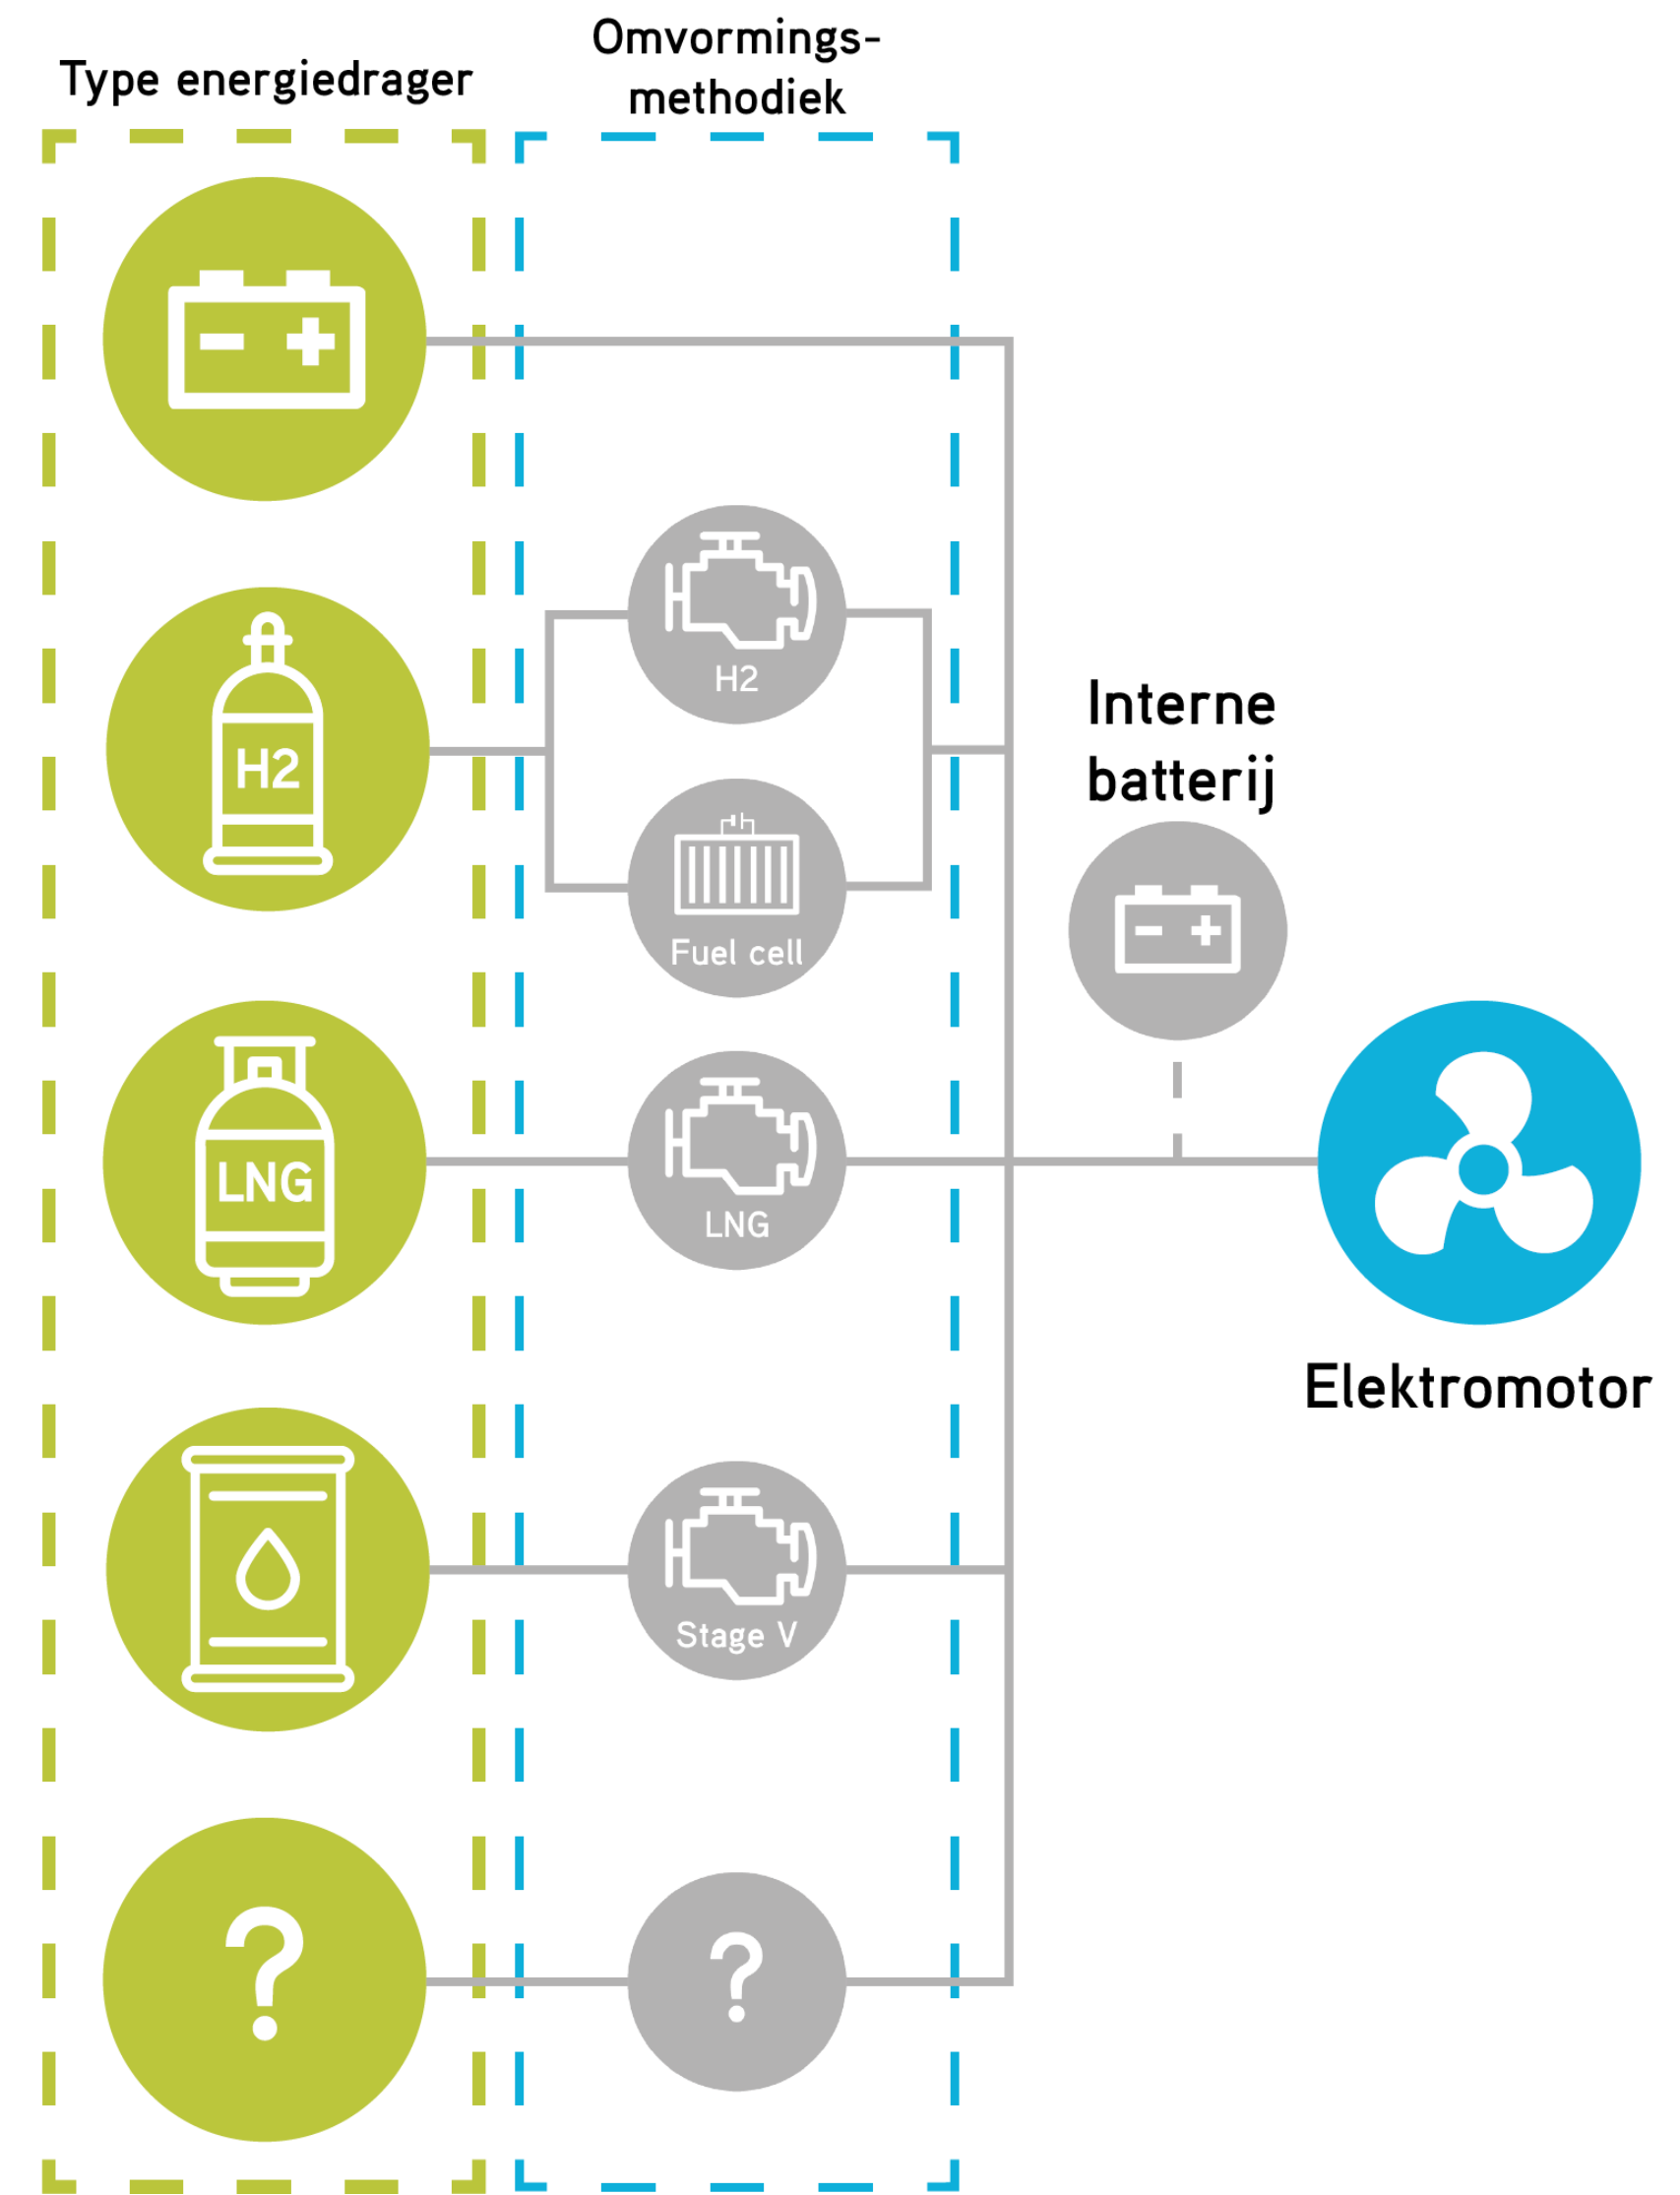 Type energiedrager
Omvormings-
methodiek
H2
H2
Fuel cell
Interne
batterij
LNG
LNG
Elektromotor
Stage V
?
?